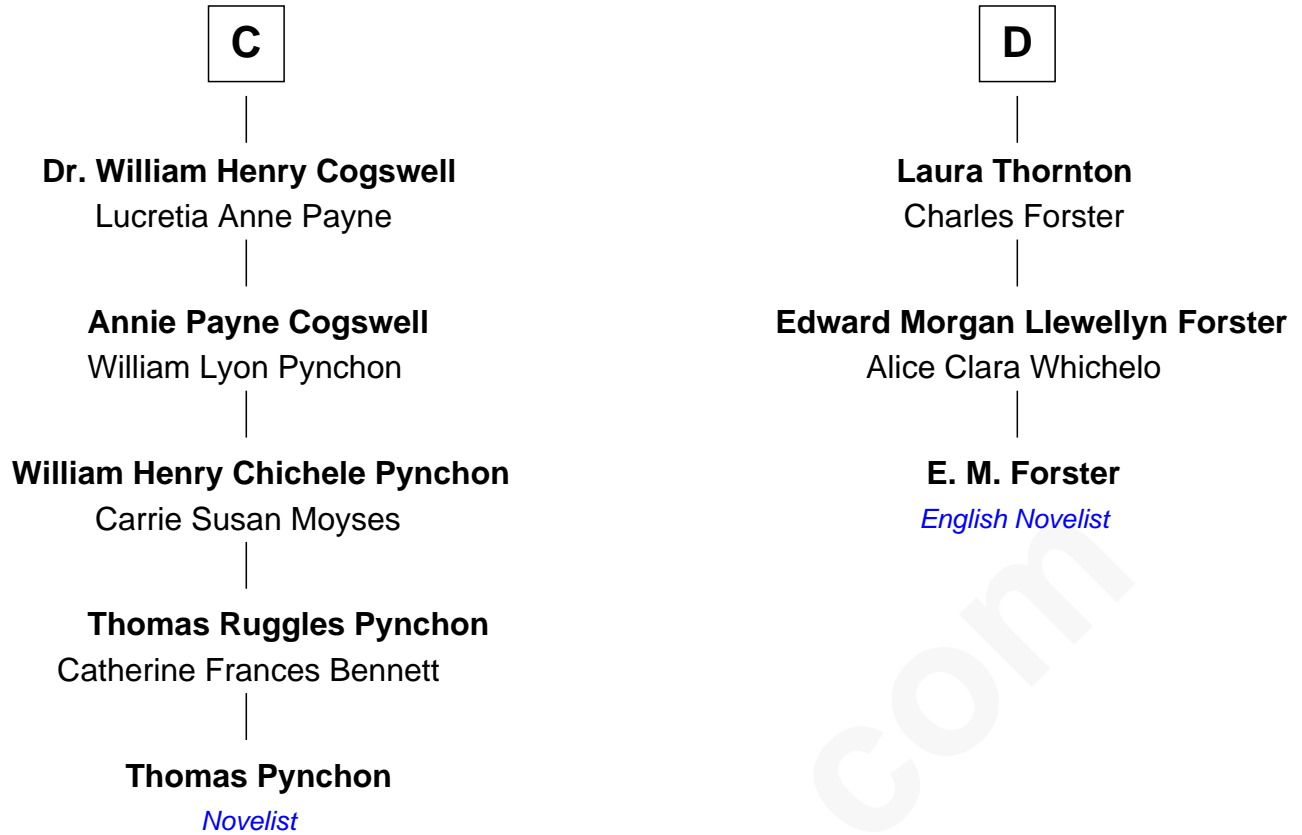 C
Dr. William Henry Cogswell
Lucretia Anne Payne
Annie Payne Cogswell
William Lyon Pynchon
William Henry Chichele Pynchon
Carrie Susan Moyses
Thomas Ruggles Pynchon
Catherine Frances Bennett
Thomas Pynchon
Novelist
D
Laura Thornton
Charles Forster
Edward Morgan Llewellyn Forster
Alice Clara Whichelo
E. M. Forster
English Novelist
com